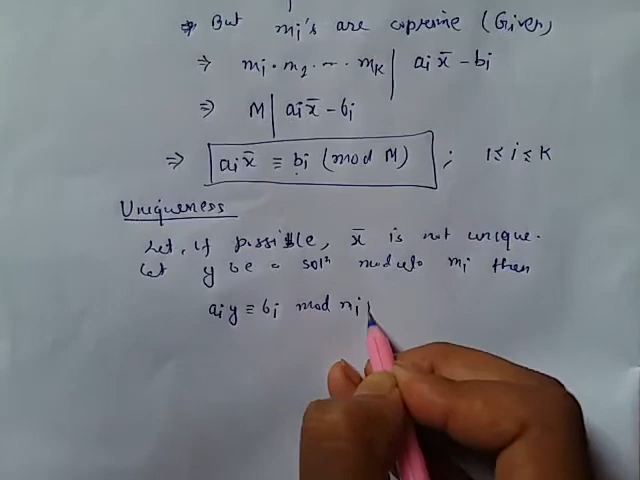 ⇒ But mi's are coprime (Given)
⇒ m1 · m2 · --- · mk | ai x̄ − bi
⇒ M | ai x̄ − bi
⇒ ai x̄ ≡ bi (mod M) ; 1 ≤ i ≤ K
Uniqueness
Let, if possible, x̄ is not unique.
Let y be a solⁿ modulo mi then
ai y ≡ bi mod mi